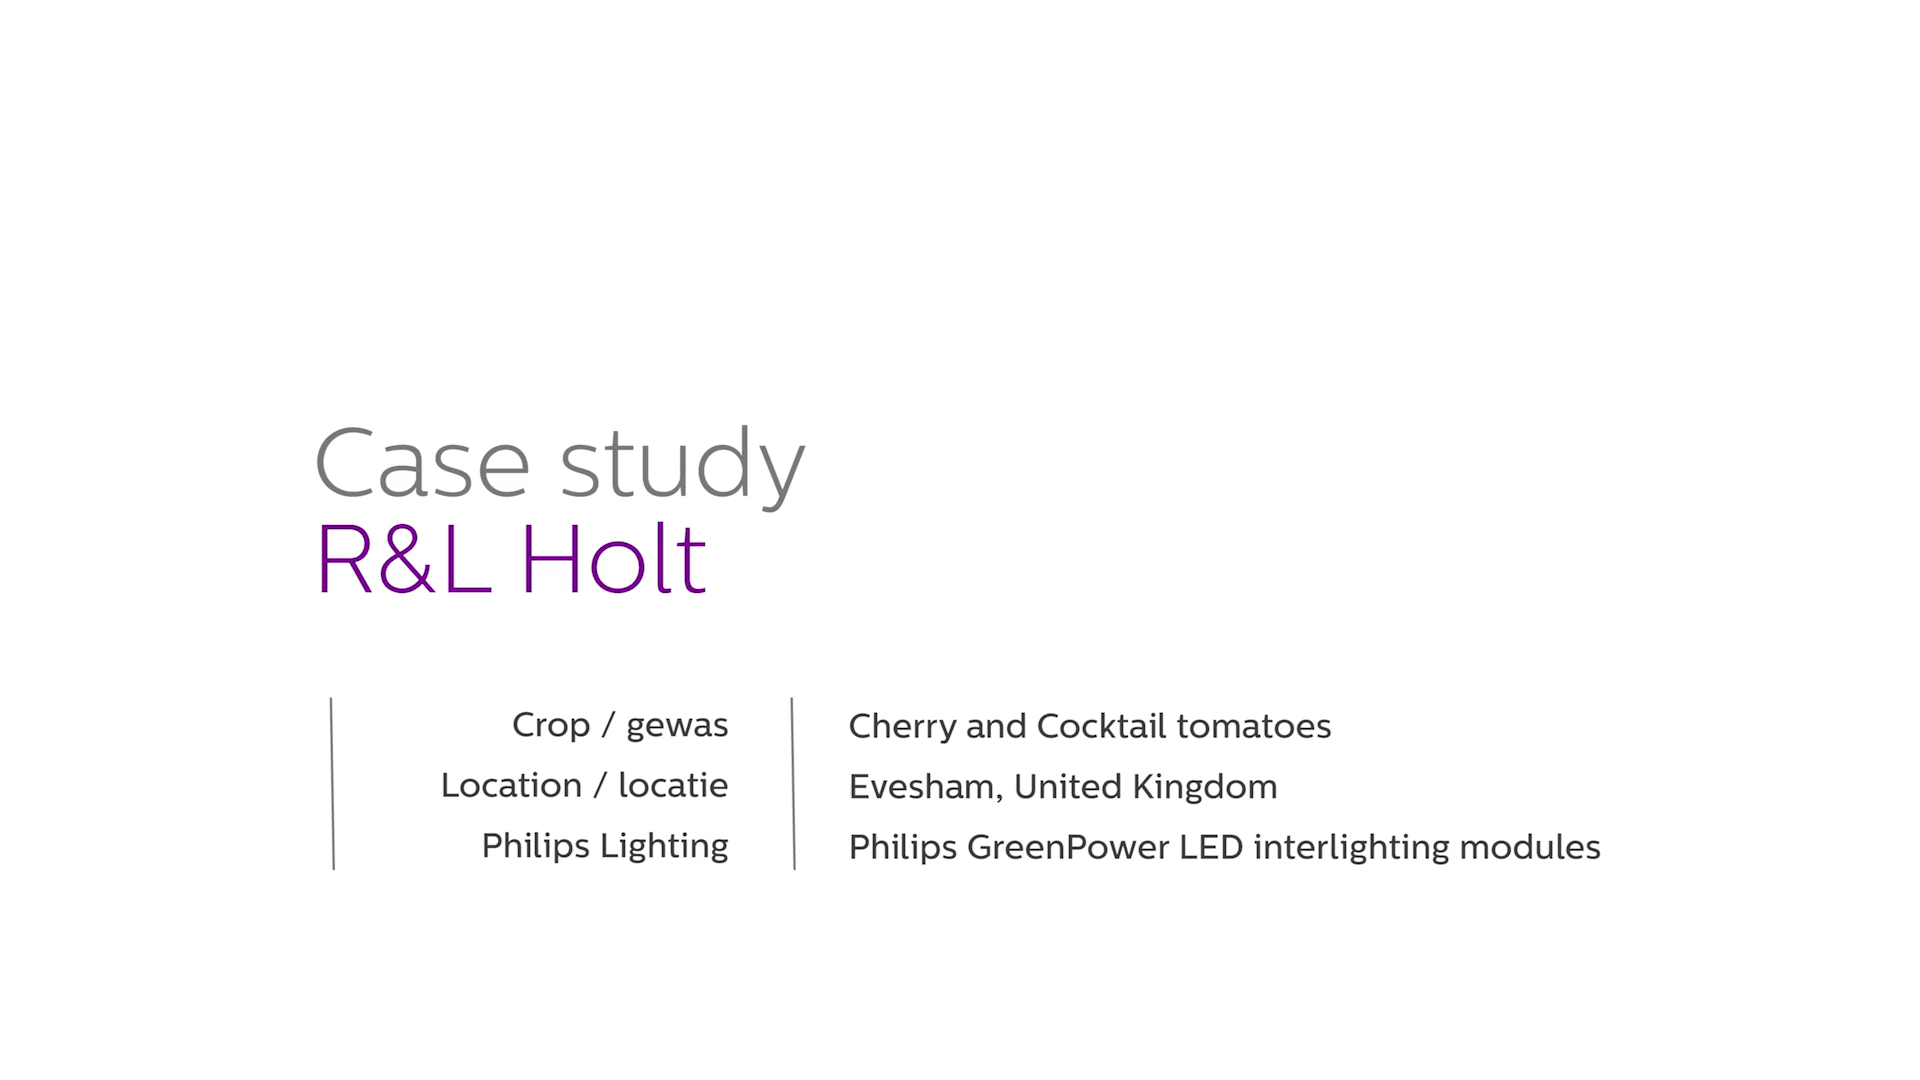 Case study
R&L Holt
Crop / gewas
Cherry and Cocktail tomatoes
Location / locatie
Evesham, United Kingdom
Philips Lighting
Philips GreenPower LED interlighting modules